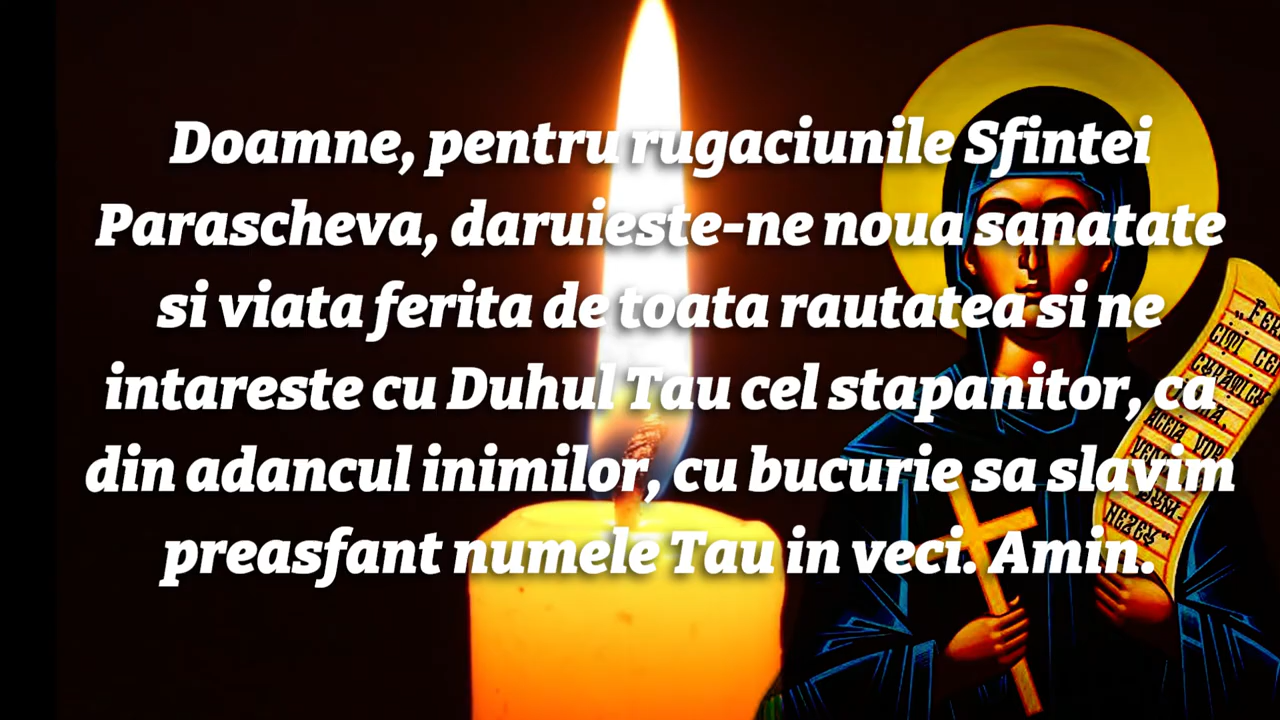 Doamne, pentru rugaciunile Sfintei
Parascheva, daruieste-ne noua sanatate
si viata ferita de toata rautatea si ne
intareste cu Duhul Tau cel stapanitor, ca
din adancul inimilor, cu bucurie sa slavim
preasfant numele Tau in veci. Amin.